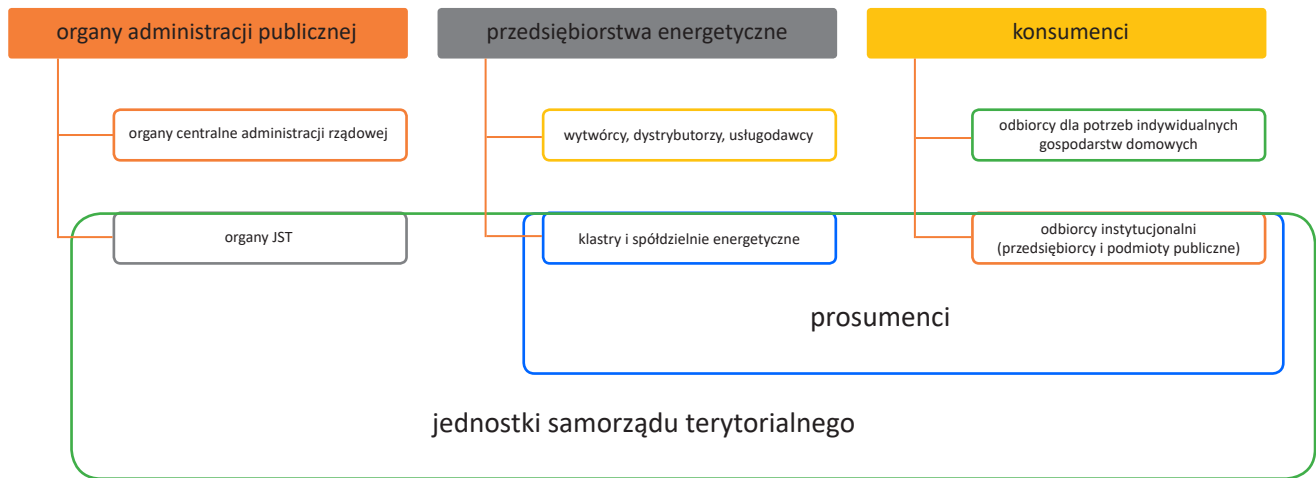 organy administracji publicznej
przedsiębiorstwa energetyczne
konsumenci
organy centralne administracji rządowej
wytwórcy, dystrybutorzy, usługodawcy
odbiorcy dla potrzeb indywidualnych
gospodarstw domowych
organy JST
klastry i spółdzielnie energetyczne
odbiorcy instytucjonalni
(przedsiębiorcy i podmioty publiczne)
prosumenci
jednostki samorządu terytorialnego